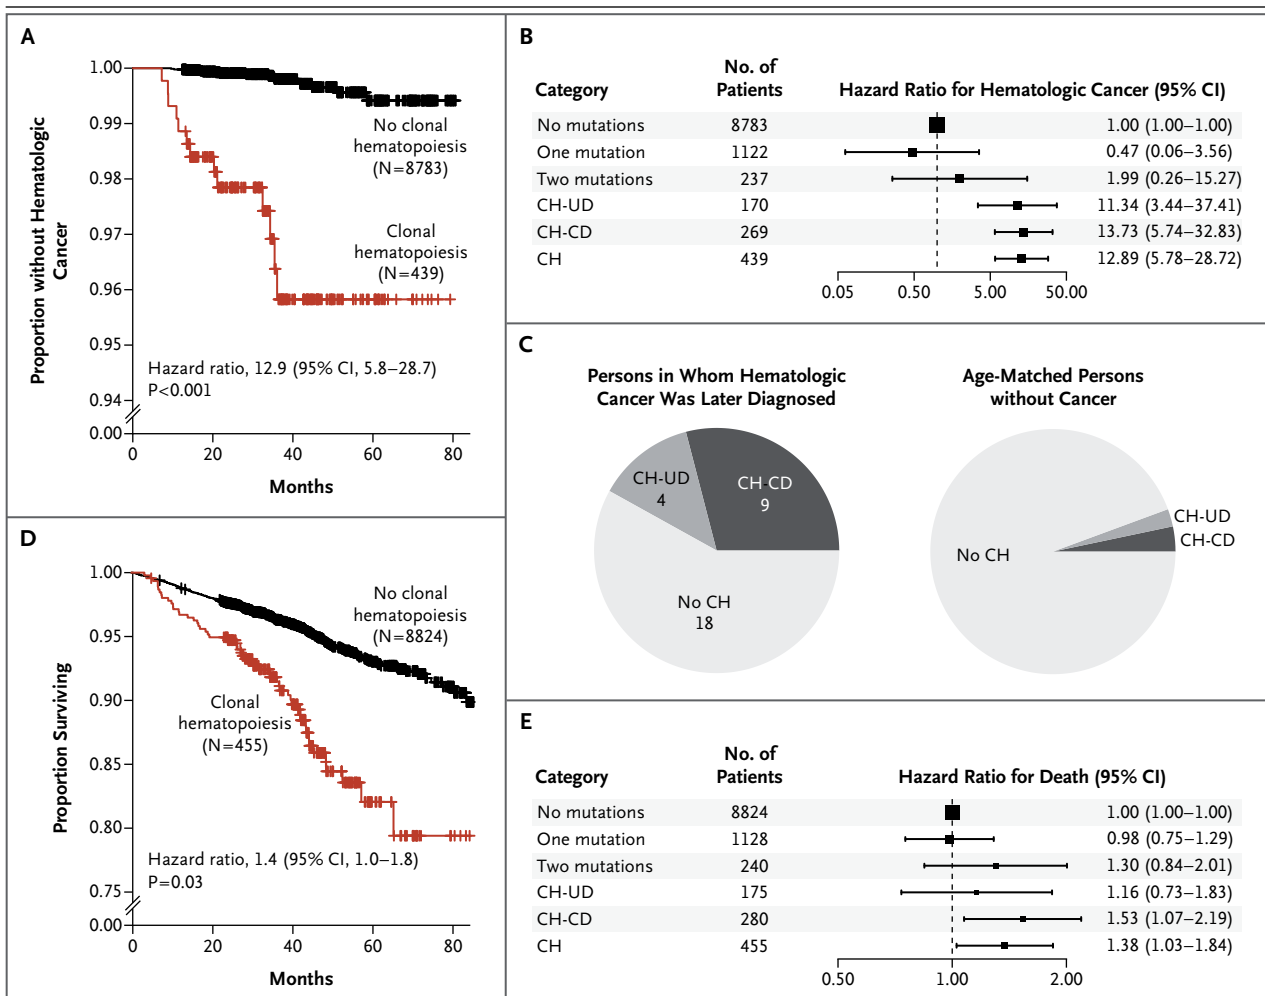 A
1.00
0.99
0.98
0.97
0.96
0.95
0.94
0.00
Proportion without Hematologic
Cancer
No clonal
hematopoiesis
(N=8783)
Clonal
hematopoiesis
(N=439)
Hazard ratio, 12.9 (95% CI, 5.8–28.7)
P<0.001
0 20 40 60 80
Months
B
No. of
Category Patients Hazard Ratio for Hematologic Cancer (95% CI)
No mutations 8783 1.00 (1.00–1.00)
One mutation 1122 0.47 (0.06–3.56)
Two mutations 237 1.99 (0.26–15.27)
CH-UD 170 11.34 (3.44–37.41)
CH-CD 269 13.73 (5.74–32.83)
CH 439 12.89 (5.78–28.72)
0.05 0.50 5.00 50.00
C
Persons in Whom Hematologic
Cancer Was Later Diagnosed
CH-UD
4
CH-CD
9
No CH
18
Age-Matched Persons
without Cancer
CH-UD
CH-CD
No CH
D
1.00
0.95
0.90
0.85
0.80
0.75
0.00
Proportion Surviving
No clonal
hematopoiesis
(N=8824)
Clonal
hematopoiesis
(N=455)
Hazard ratio, 1.4 (95% CI, 1.0–1.8)
P=0.03
0 20 40 60 80
Months
E
No. of
Category Patients Hazard Ratio for Death (95% CI)
No mutations 8824 1.00 (1.00–1.00)
One mutation 1128 0.98 (0.75–1.29)
Two mutations 240 1.30 (0.84–2.01)
CH-UD 175 1.16 (0.73–1.83)
CH-CD 280 1.53 (1.07–2.19)
CH 455 1.38 (1.03–1.84)
0.50 1.00 2.00